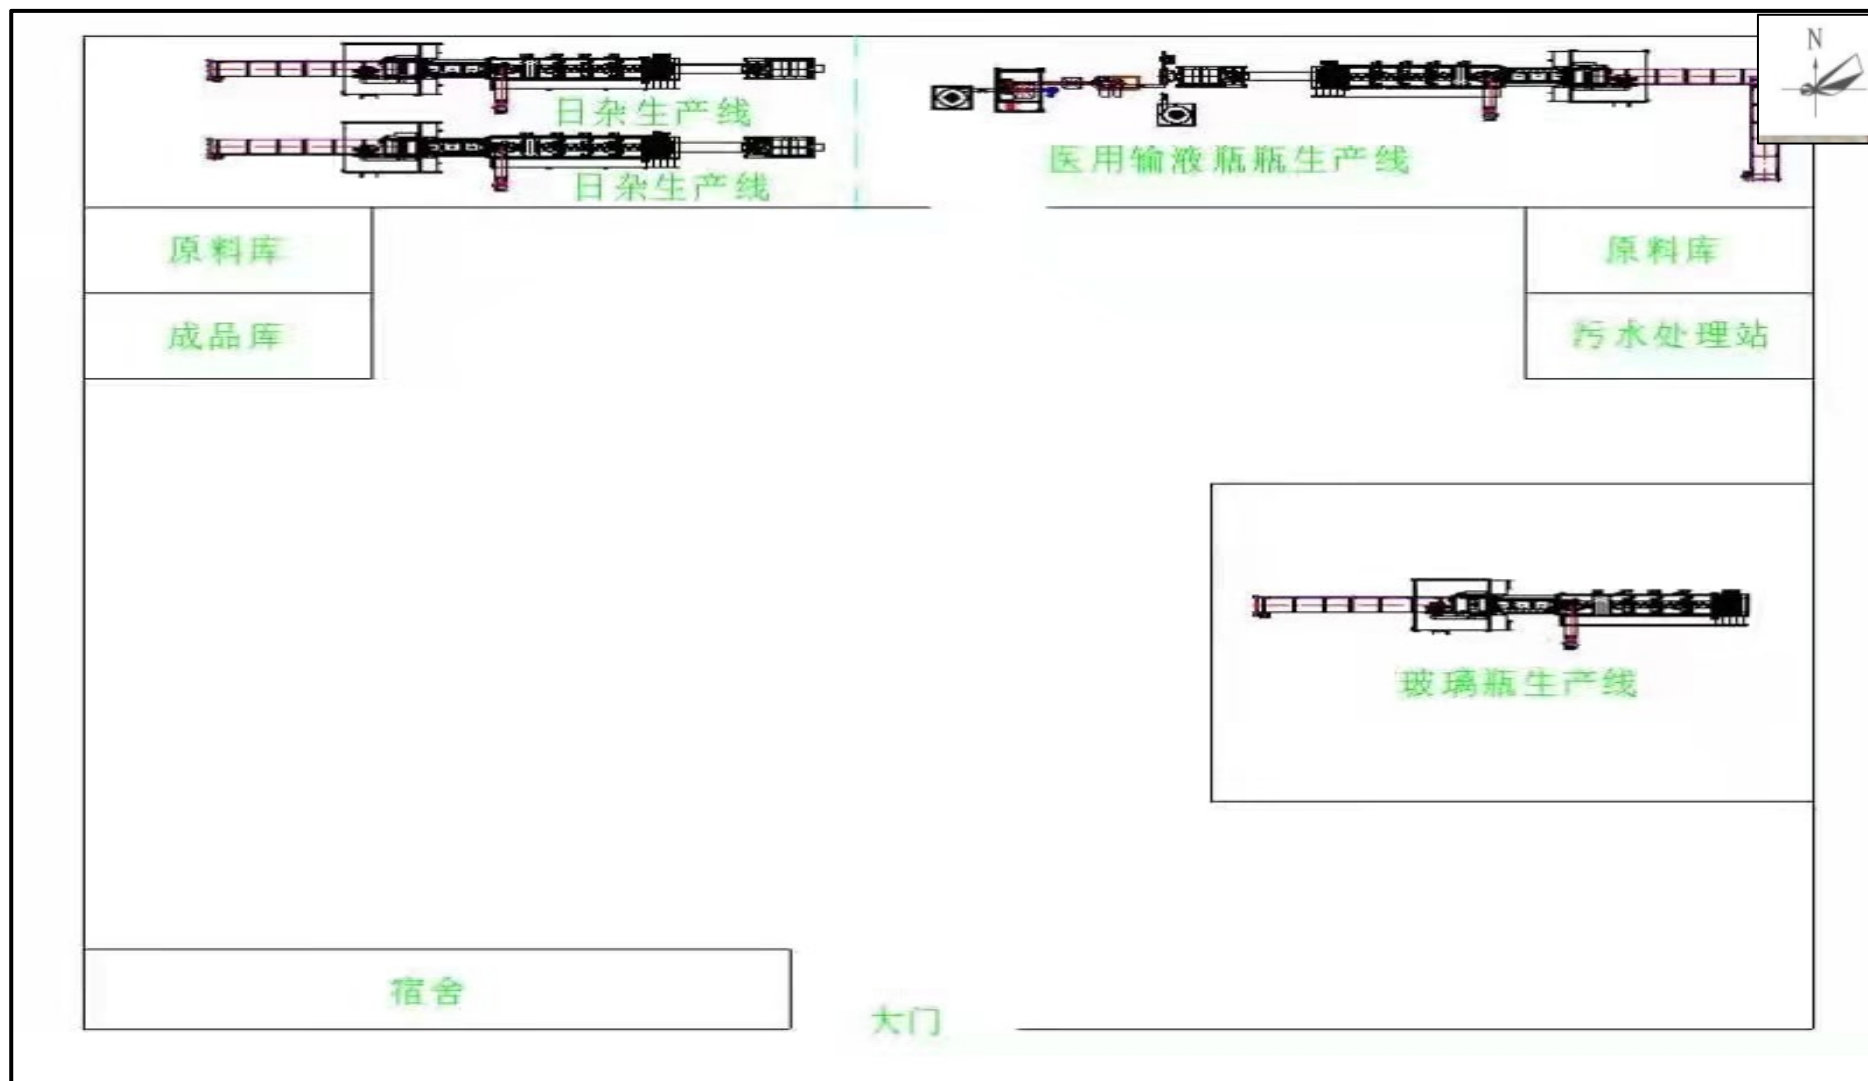 N
日杂生产线
医用输液瓶瓶生产线
日杂生产线
原料库
原料库
成品库
污水处理站
玻璃瓶生产线
宿舍
大门